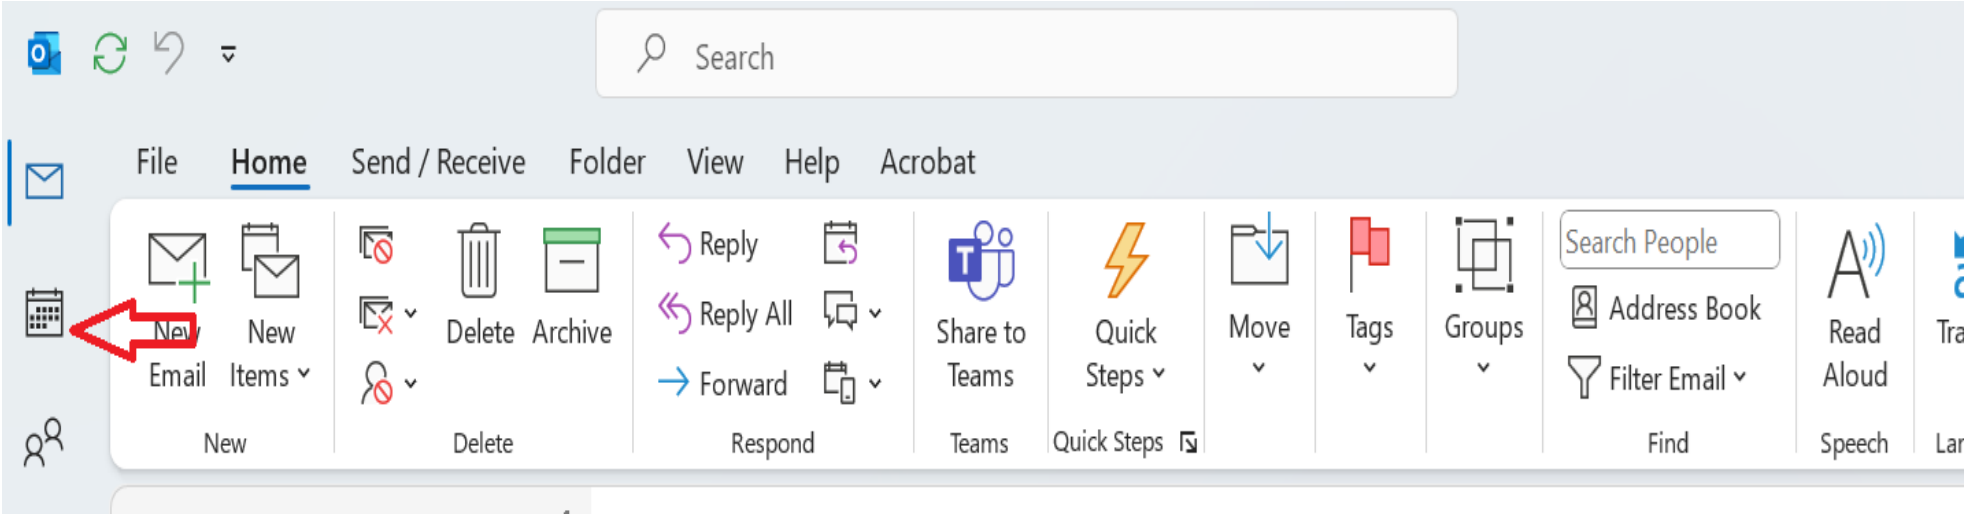 Search
File Home Send / Receive Folder View Help Acrobat
New
Email
New
Items
Delete
Archive
Reply
Reply All
Forward
Share to
Teams
Quick
Steps
Move
Tags
Groups
Search People
Address Book
Filter Email
Read
Aloud
New
Delete
Respond
Teams
Quick Steps
Find
Speech